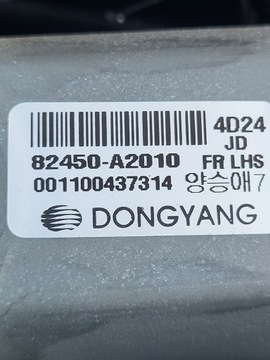 4D24
JD
82450-A2010 FR LHS
001100437314 양승애7
DONGYANG